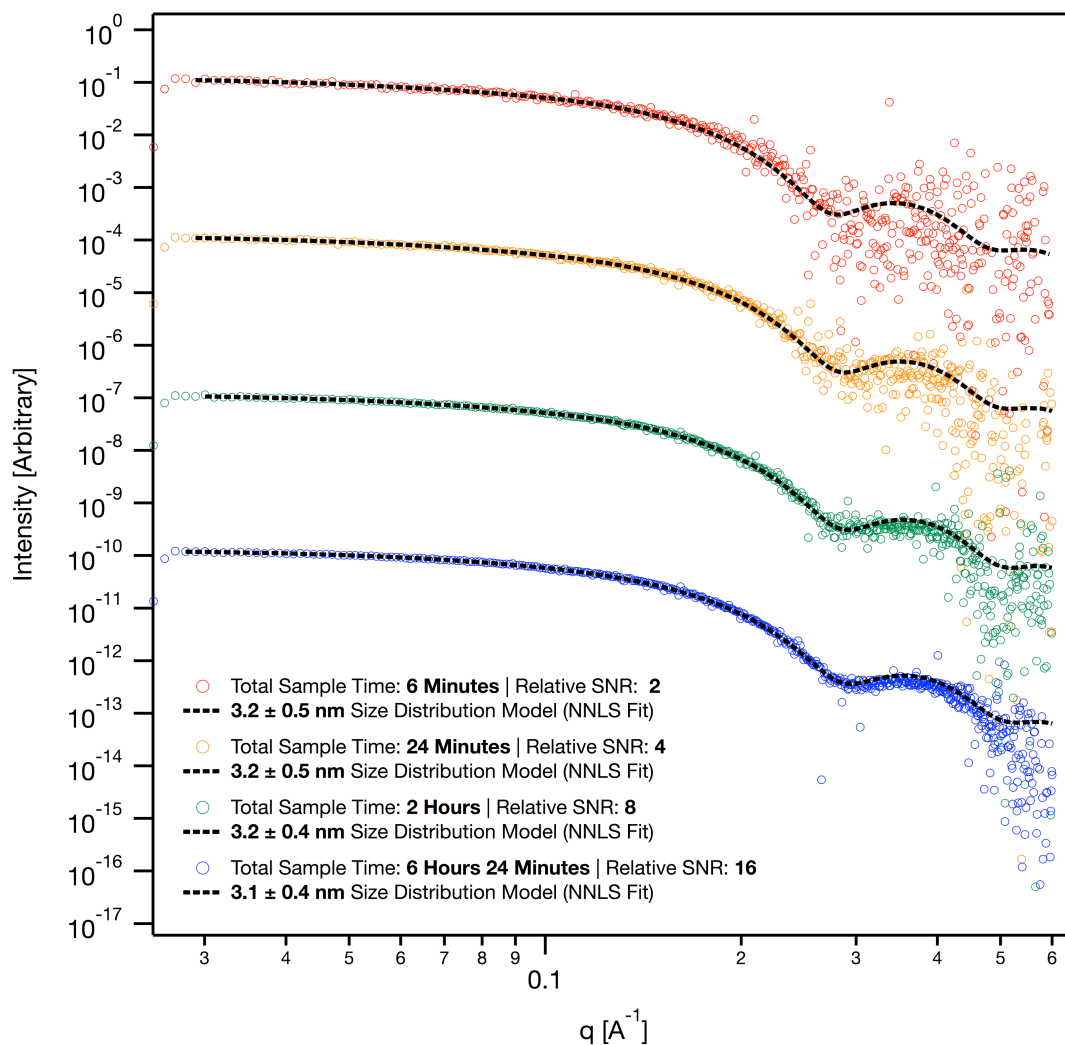 10^0
10^-1
10^-2
10^-3
10^-4
10^-5
10^-6
10^-7
10^-8
10^-9
10^-10
10^-11
10^-12
10^-13
10^-14
10^-15
10^-16
10^-17
Intensity [Arbitrary]
Total Sample Time: 6 Minutes | Relative SNR: 2
3.2 ± 0.5 nm Size Distribution Model (NNLS Fit)
Total Sample Time: 24 Minutes | Relative SNR: 4
3.2 ± 0.5 nm Size Distribution Model (NNLS Fit)
Total Sample Time: 2 Hours | Relative SNR: 8
3.2 ± 0.4 nm Size Distribution Model (NNLS Fit)
Total Sample Time: 6 Hours 24 Minutes | Relative SNR: 16
3.1 ± 0.4 nm Size Distribution Model (NNLS Fit)
3 4 5 6 7 8 9 2 3 4 5 6
0.1
q [A^-1]